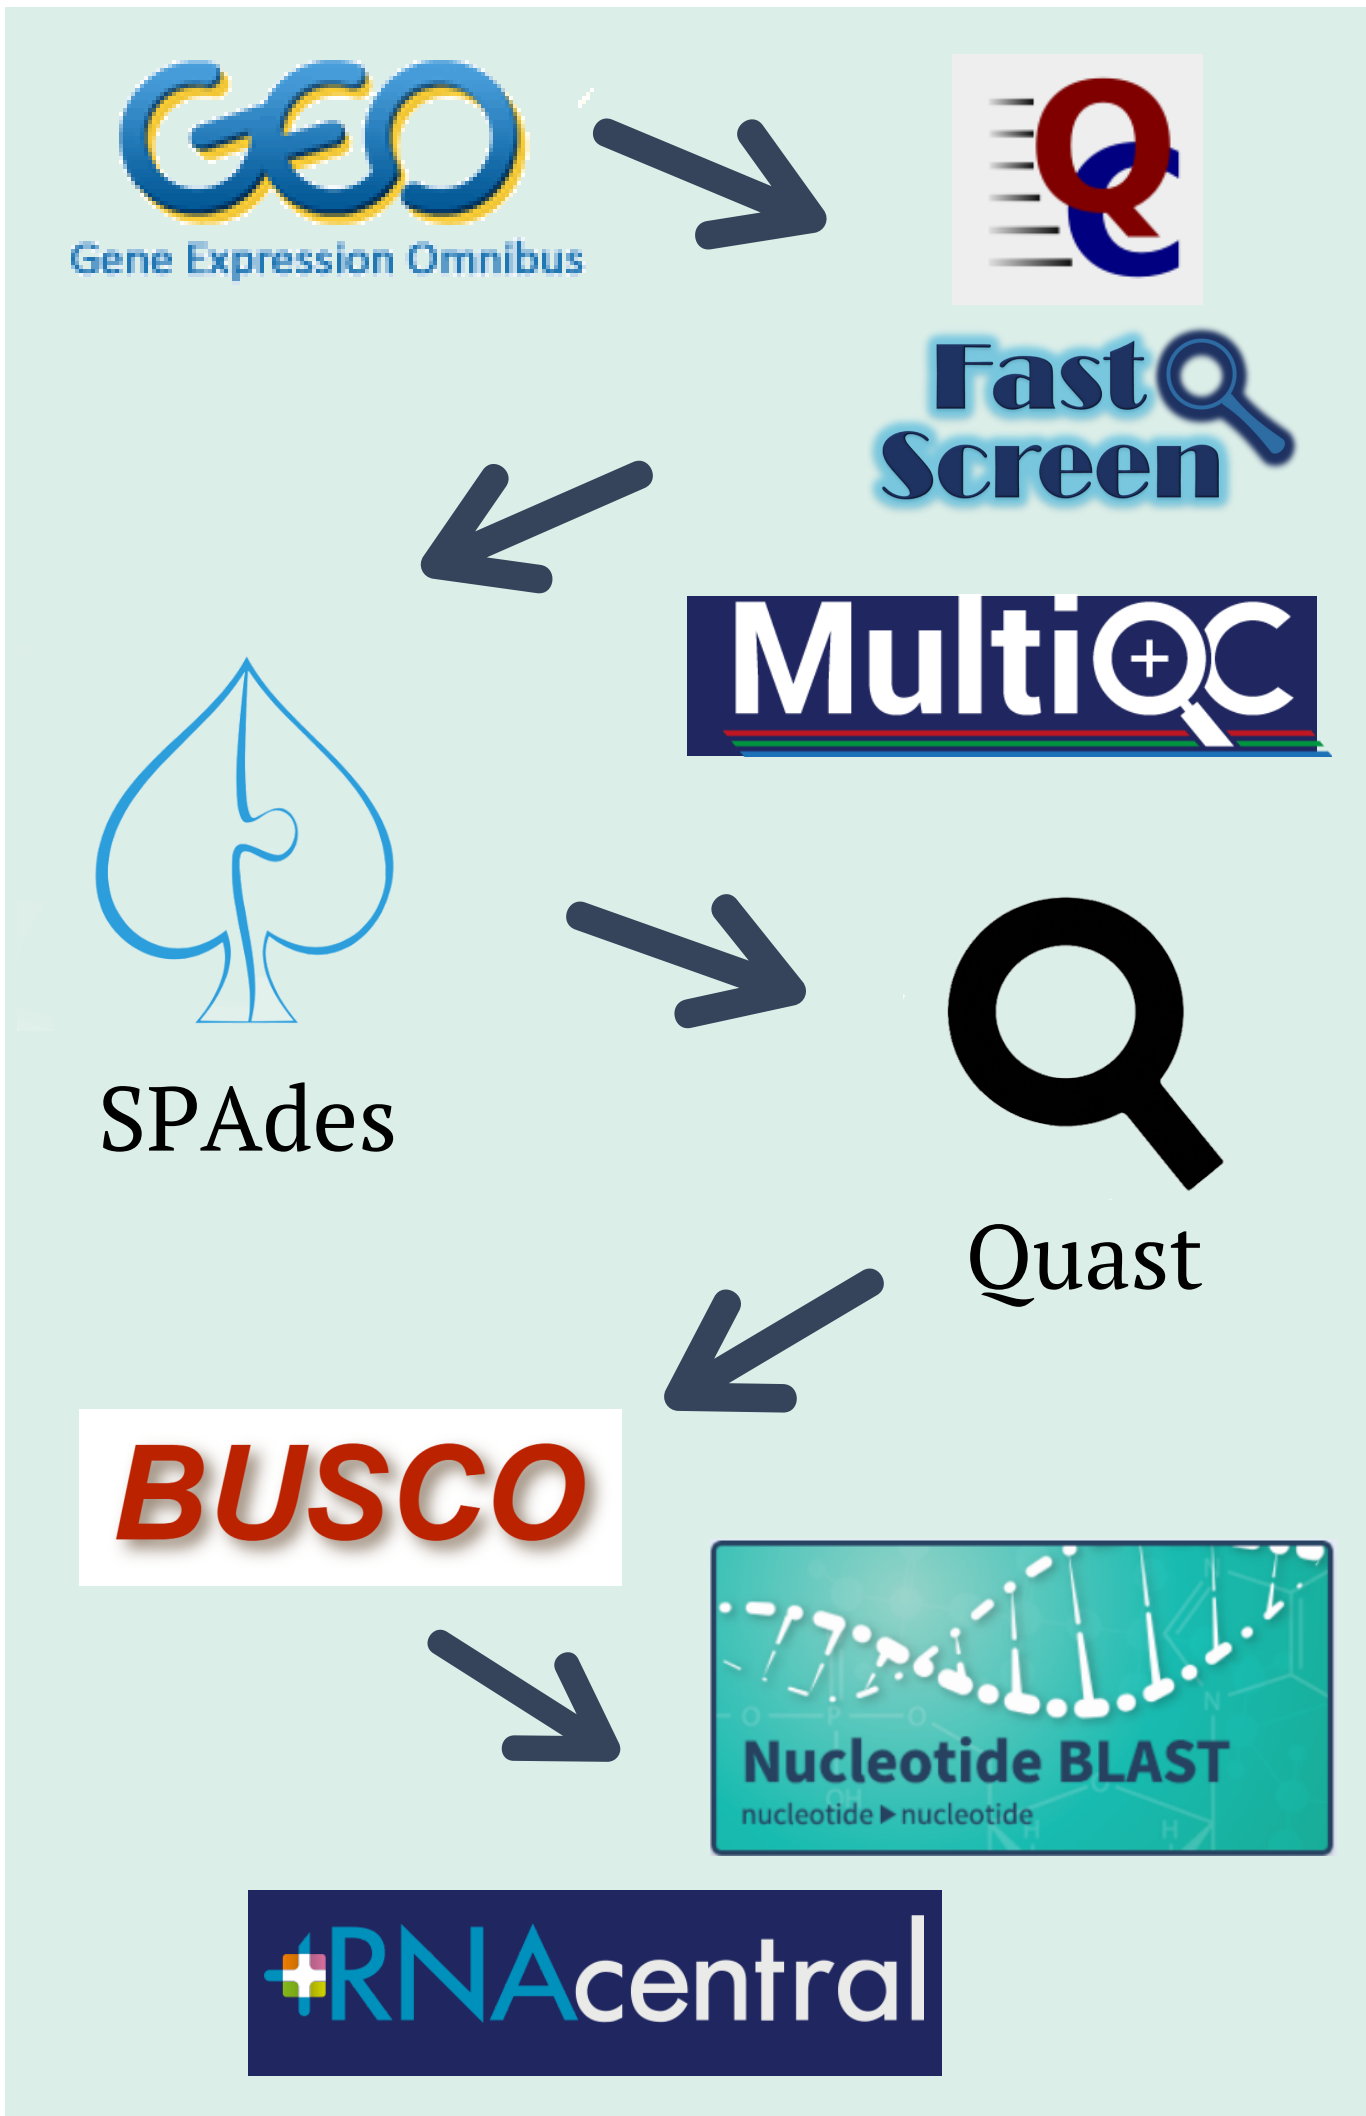 GEO
Gene Expression Omnibus
QC
Fast
Screen
MultiQC
SPAdes
Quast
BUSCO
Nucleotide BLAST
nucleotide ▶ nucleotide
RNAcentral